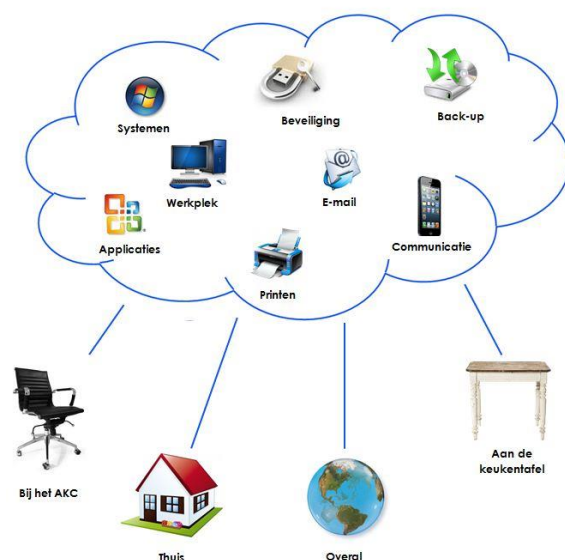 Systemen
Beveiliging
Back-up
Werkplek
E-mail
Applicaties
Communicatie
Printen
Bij het AKC
Aan de
keukentafel
Thuis
Overal